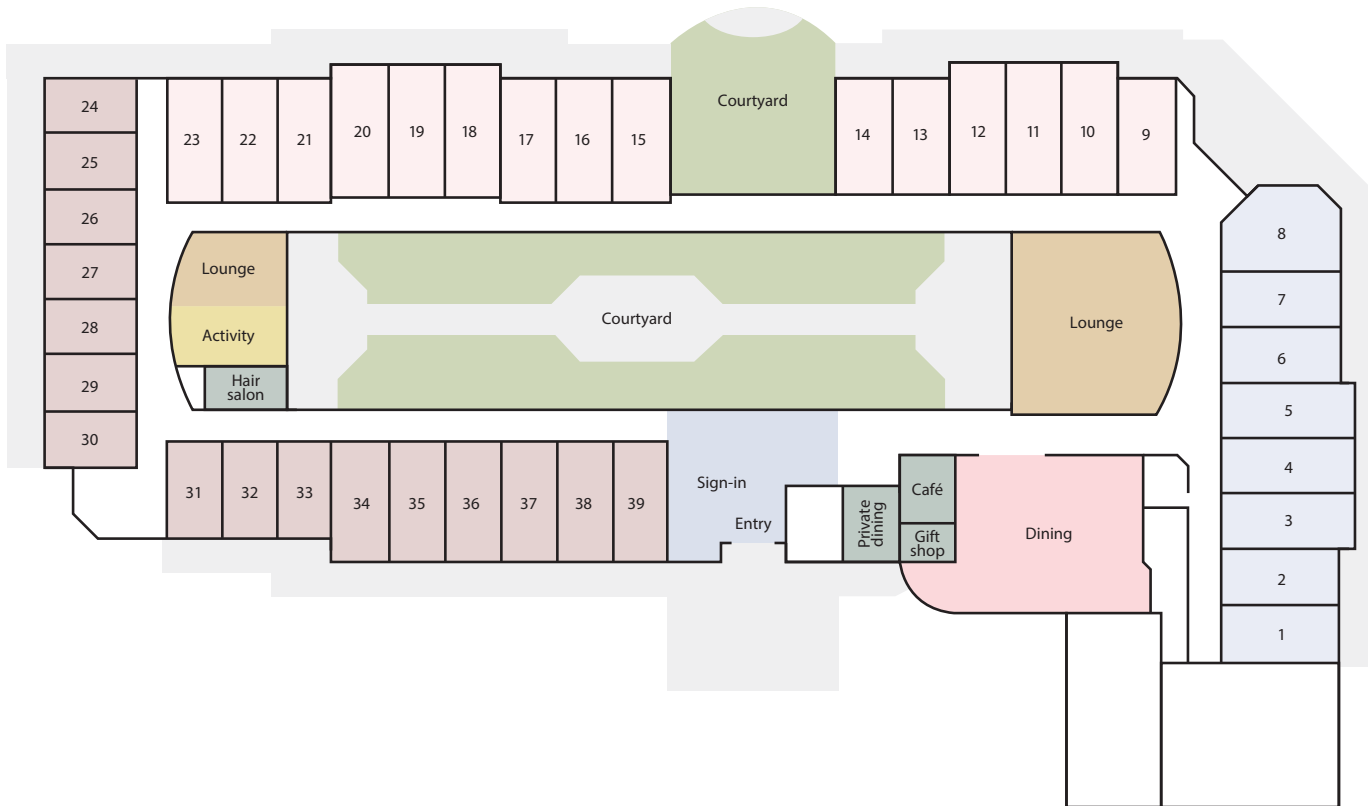 Courtyard
24
23
22
21
20
19
18
17
16
15
14
13
12
11
10
9
25
26
27
28
29
30
8
7
6
5
4
3
2
1
Lounge
Activity
Hair
salon
Courtyard
Lounge
31
32
33
34
35
36
37
38
39
Sign-in
Entry
Private
dining
Café
Gift
shop
Dining